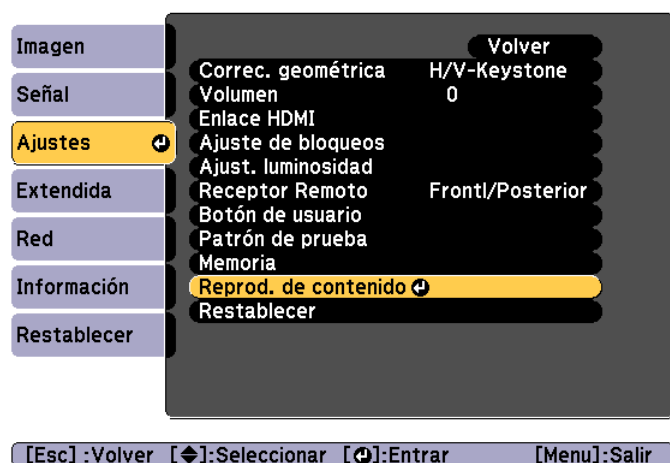 Imagen
Señal
Ajustes
Extendida
Red
Información
Restablecer
Volver
Correc. geométrica H/V-Keystone
Volumen 0
Enlace HDMI
Ajuste de bloqueos
Ajust. luminosidad
Receptor Remoto Frontl/Posterior
Botón de usuario
Patrón de prueba
Memoria
Reprod. de contenido
Restablecer
[Esc] :Volver [◆]:Seleccionar [⏎]:Entrar [Menu]:Salir